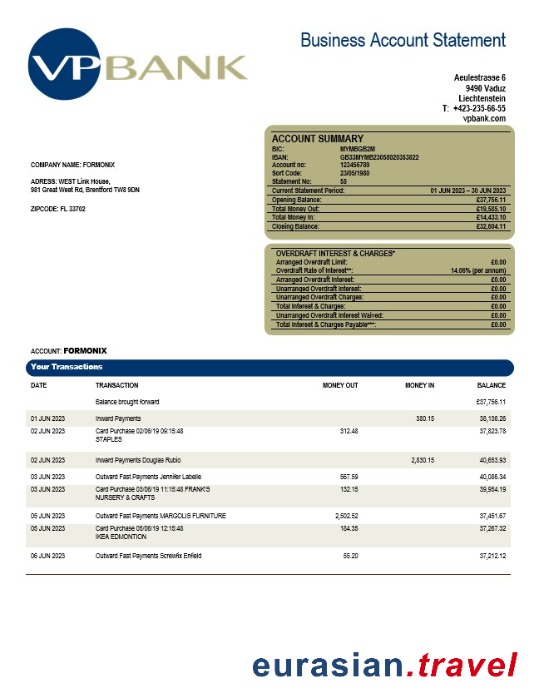 VP BANK
Business Account Statement
Aeulestrasse 6
9490 Vaduz
Liechtenstein
T: +423-235-66-55
vpbank.com
ACCOUNT SUMMARY
BIC: MYMBGB2M
IBAN: GB33MYMB23058020353822
Account no: 123456789
Sort Code: 23/05/1980
Statement No: 58
Current Statement Period: 01 JUN 2023 – 30 JUN 2023
Opening Balance: £37,756.11
Total Money Out: £19,585.10
Total Money In: £14,433.10
Closing Balance: £32,604.11
COMPANY NAME: FORMONIX
ADRESS: WEST Link House,
981 Great West Rd, Brentford TW8 9DN
ZIPCODE: FL 33702
OVERDRAFT INTEREST & CHARGES*
Arranged Overdraft Limit: £0.00
Overdraft Rate of Interest**: 14.06% (per annum)
Arranged Overdraft Interest: £0.00
Unarranged Overdraft Interest: £0.00
Unarranged Overdraft Charges: £0.00
Total Interest & Charges: £0.00
Unarranged Overdraft Interest Waived: £0.00
Total Interest & Charges Payable***: £0.00
ACCOUNT: FORMONIX
Your Transactions
DATE TRANSACTION MONEY OUT MONEY IN BALANCE
Balance brought forward £37,756.11
01 JUN 2023 Inward Payments 380.15 38,136.26
02 JUN 2023 Card Purchase 02/06/19 09:15:48 312.48 37,823.78
STAPLES
02 JUN 2023 Inward Payments Douglas Rubio 2,830.15 40,653.93
03 JUN 2023 Outward Fast Payments Jennifer Labelle 567.59 40,086.34
03 JUN 2023 Card Purchase 03/06/19 11:15:48 FRANK'S 132.15 39,954.19
NURSERY & CRAFTS
05 JUN 2023 Outward Fast Payments MARGOLIS FURNITURE 2,502.52 37,451.67
05 JUN 2023 Card Purchase 05/06/19 12:15:48 184.35 37,267.32
IKEA EDMONTION
06 JUN 2023 Outward Fast Payments Screwfix Enfield 55.20 37,212.12
eurasian.travel